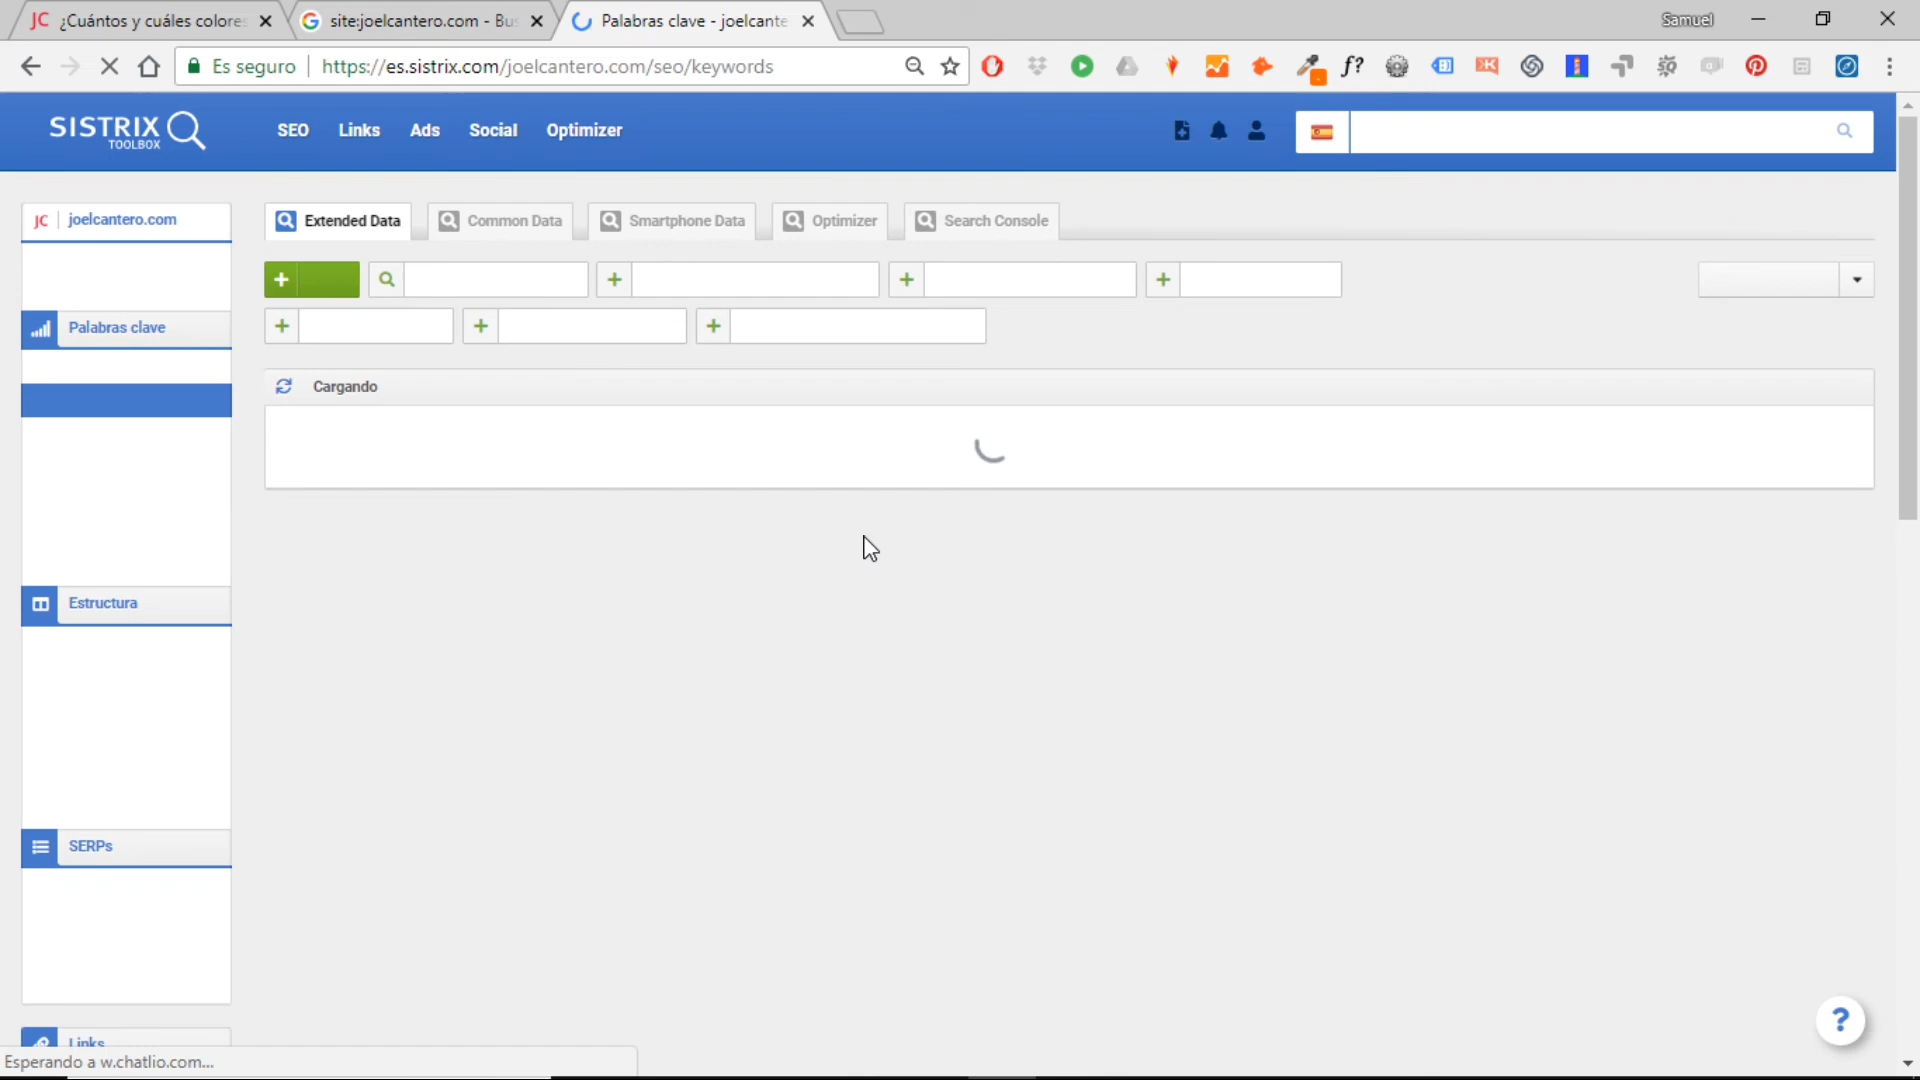 JC ¿Cuántos y cuáles colores
site:joelcantero.com - Bus
Palabras clave - joelcante
Samuel
Es seguro
https://es.sistrix.com/joelcantero.com/seo/keywords
f?
SISTRIX
TOOLBOX
SEO
Links
Ads
Social
Optimizer
JC joelcantero.com
Extended Data
Common Data
Smartphone Data
Optimizer
Search Console
Palabras clave
Cargando
Estructura
SERPs
Links
?
Esperando a w.chatlio.com...